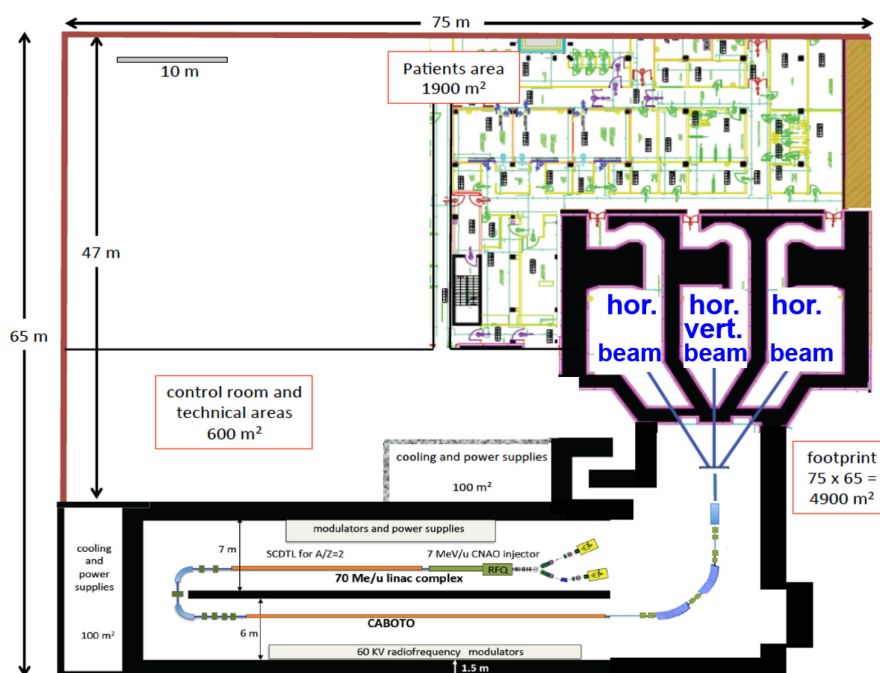 75 m
10 m
Patients area
1900 m²
47 m
65 m
hor.
hor.
hor.
vert.
beam
beam
beam
control room and
technical areas
600 m²
cooling and power supplies
100 m²
footprint
75 x 65 =
4900 m²
modulators and power supplies
cooling
and
power
supplies
100 m²
7 m
SCDTL for A/Z=2
7 MeV/u CNAO injector
RFQ
70 Me/u linac complex
6 m
CABOTO
60 KV radiofrequency modulators
1.5 m